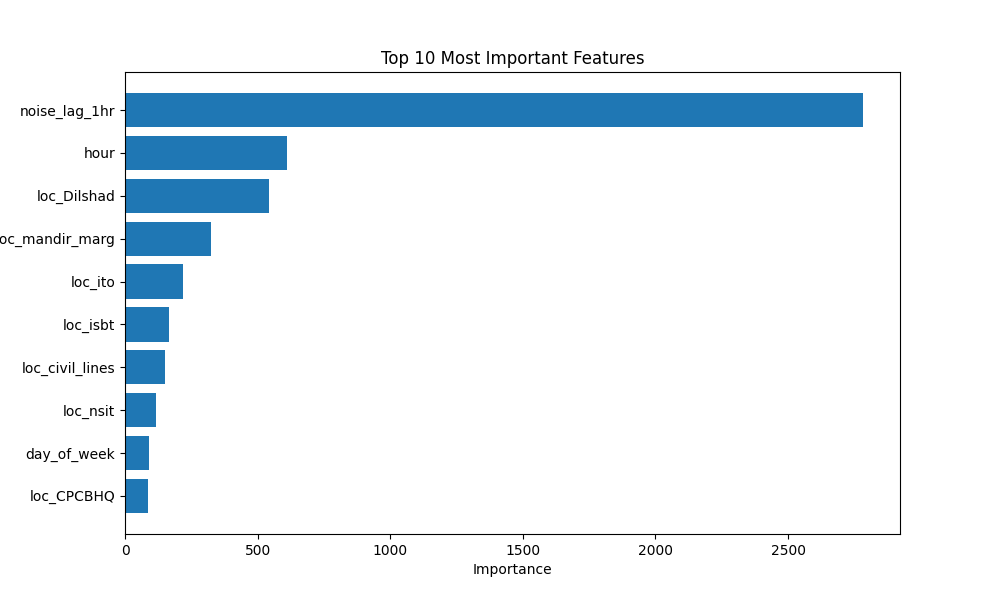 Top 10 Most Important Features
noise_lag_1hr
hour
loc_Dilshad
oc_mandir_marg
loc_ito
loc_isbt
loc_civil_lines
loc_nsit
day_of_week
loc_CPCBHQ
0 500 1000 1500 2000 2500
Importance